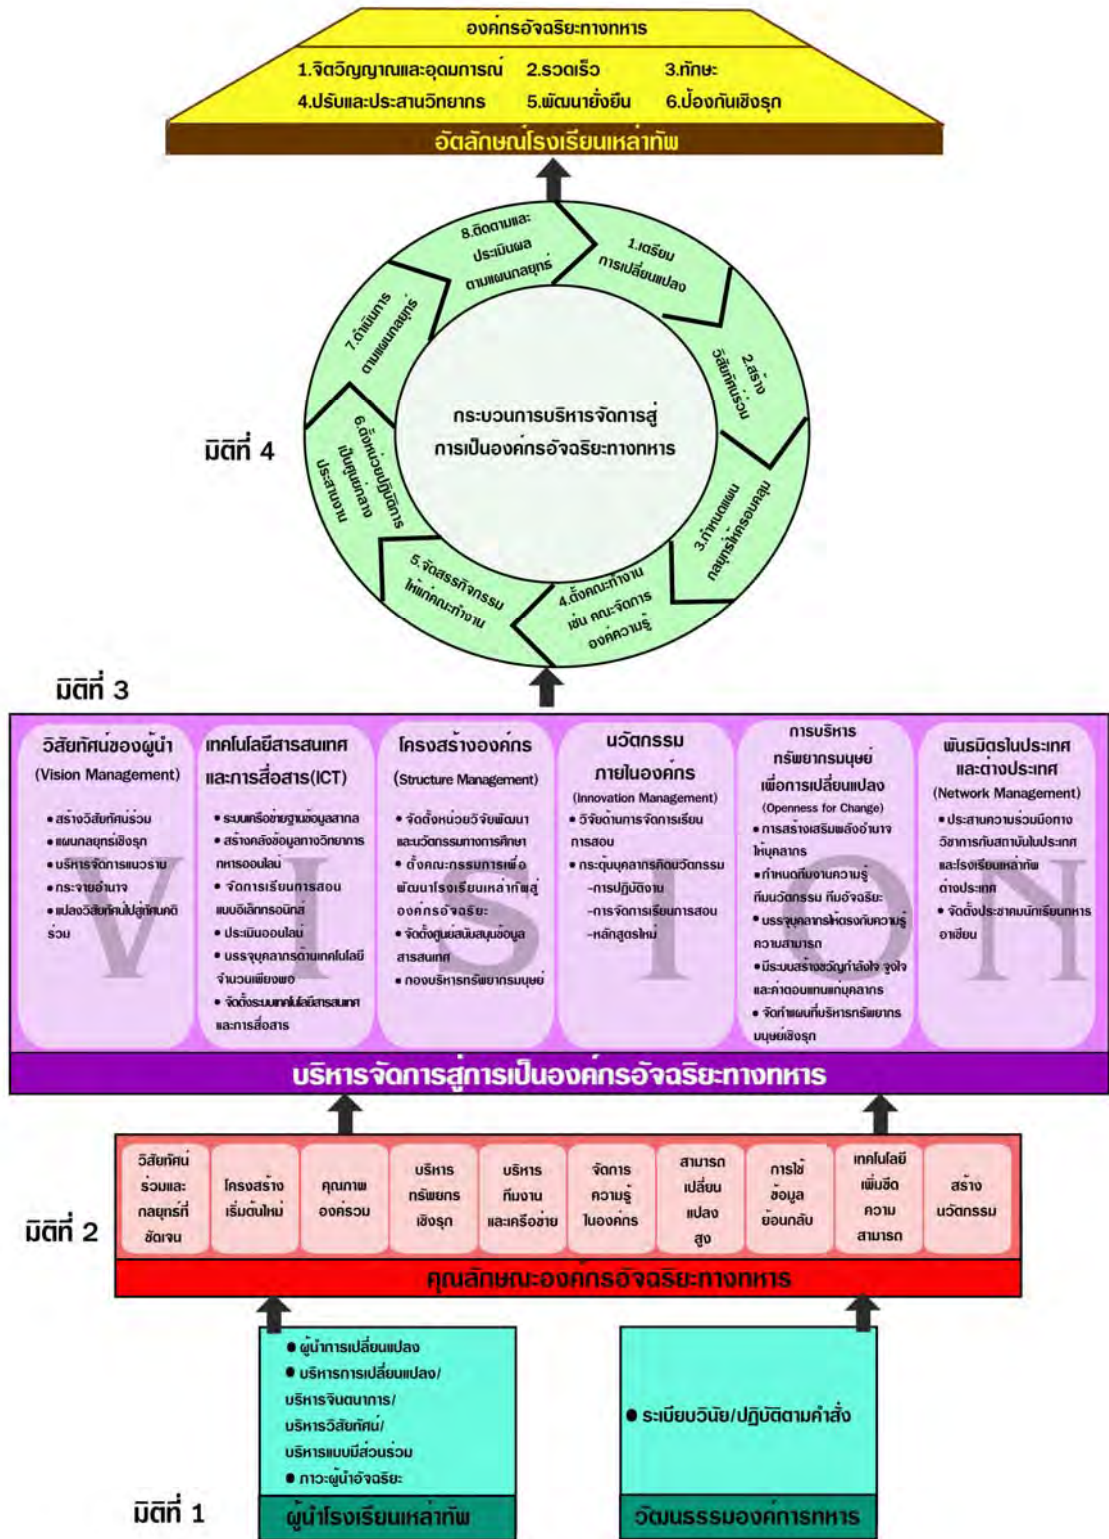 องค์กรอัจฉริยะทางทหาร
1.จิตวิญญาณและอุดมการณ์ 2.รวดเร็ว 3.ทักษะ
4.ปรับและประสานวิทยากร 5.พัฒนายั่งยืน 6.ป้องกันเชิงรุก
อัตลักษณ์โรงเรียนเหล่าทัพ
1.เตรียม
การเปลี่ยนแปลง
2.สร้าง
วิสัยทัศน์ร่วม
3.กำหนดแผน
กลยุทธ์ให้ครอบคลุม
4.ตั้งคณะทำงาน
เช่น คณะจัดการ
องค์ความรู้
5.จัดสรรกิจกรรม
ให้แก่คณะทำงาน
6.ตั้งหน่วยปฏิบัติการ
เป็นศูนย์กลาง
ประสานงาน
7.ดำเนินการ
ตามแผนกลยุทธ์
8.ติดตามและ
ประเมินผล
ตามแผนกลยุทธ์
กระบวนการบริหารจัดการสู่
การเป็นองค์กรอัจฉริยะทางทหาร
มิติที่ 4
มิติที่ 3
VISION
วิสัยทัศน์ของผู้นำ
(Vision Management)
• สร้างวิสัยทัศน์ร่วม
• แผนกลยุทธ์เชิงรุก
• บริหารจัดการแนวราบ
• กระจายอำนาจ
• แปลงวิสัยทัศน์ไปสู่ทัศนคติ
ร่วม
เทคโนโลยีสารสนเทศ
และการสื่อสาร(ICT)
• ระบบเครือข่ายฐานข้อมูลสากล
• สร้างคลังข้อมูลทางวิทยาการ
ทหารออนไลน์
• จัดการเรียนการสอน
แบบอิเล็กทรอนิกส์
• ประเมินออนไลน์
• บรรจุบุคลากรด้านเทคโนโลยี
จำนวนเพียงพอ
• จัดตั้งระบบเทคโนโลยีสารสนเทศ
และการสื่อสาร
โครงสร้างองค์กร
(Structure Management)
• จัดตั้งหน่วยวิจัยพัฒนา
และนวัตกรรมทางการศึกษา
• ตั้งคณะกรรมการเพื่อ
พัฒนาโรงเรียนเหล่าทัพสู่
องค์กรอัจฉริยะ
• จัดตั้งศูนย์สนับสนุนข้อมูล
สารสนเทศ
• กองบริหารทรัพยากรมนุษย์
นวัตกรรม
ภายในองค์กร
(Innovation Management)
• วิจัยด้านการจัดการเรียน
การสอน
• กระตุ้นบุคลากรคิดนวัตกรรม
-การปฏิบัติงาน
-การจัดการเรียนการสอน
-หลักสูตรใหม่
การบริหาร
ทรัพยากรมนุษย์
เพื่อการเปลี่ยนแปลง
(Openness for Change)
• การสร้างเสริมพลังอำนาจ
ให้บุคลากร
•กำหนดทีมงานความรู้
ทีมนวัตกรรม ทีมอัจฉริยะ
• บรรจุบุคลากรให้ตรงกับความรู้
ความสามารถ
•มีระบบสร้างขวัญกำลังใจ จูงใจ
และค่าตอบแทนแก่บุคลากร
• จัดทำแผนที่บริหารทรัพยากร
มนุษย์เชิงรุก
พันธมิตรในประเทศ
และต่างประเทศ
(Network Management)
• ประสานความร่วมมือทาง
วิชาการกับสถาบันในประเทศ
และโรงเรียนเหล่าทัพ
ต่างประเทศ
• จัดตั้งประชาคมนักเรียนทหาร
อาเซียน
บริหารจัดการสู่การเป็นองค์กรอัจฉริยะทางทหาร
มิติที่ 2
วิสัยทัศน์
ร่วมและ
กลยุทธ์ที่
ชัดเจน
โครงสร้าง
เริ่มต้นใหม่
คุณภาพ
องค์รวม
บริหาร
ทรัพยกร
เชิงรุก
บริหาร
ทีมงาน
และเครือข่าย
จัดการ
ความรู้
ในองค์กร
สามารถ
เปลี่ยน
แปลง
สูง
การใช้
ข้อมูล
ย้อนกลับ
เทคโนโลยี
เพิ่มขีด
ความ
สามารถ
สร้าง
นวัตกรรม
คุณลักษณะองค์กรอัจฉริยะทางทหาร
• ผู้นำการเปลี่ยนแปลง
• บริหารการเปลี่ยนแปลง/
บริหารจินตนาการ/
บริหารวิสัยทัศน์/
บริหารแบบมีส่วนร่วม
• ภาวะผู้นำอัจฉริยะ
ผู้นำโรงเรียนเหล่าทัพ
• ระเบียบวินัย/ปฏิบัติตามคำสั่ง
วัฒนธรรมองค์การทหาร
มิติที่ 1